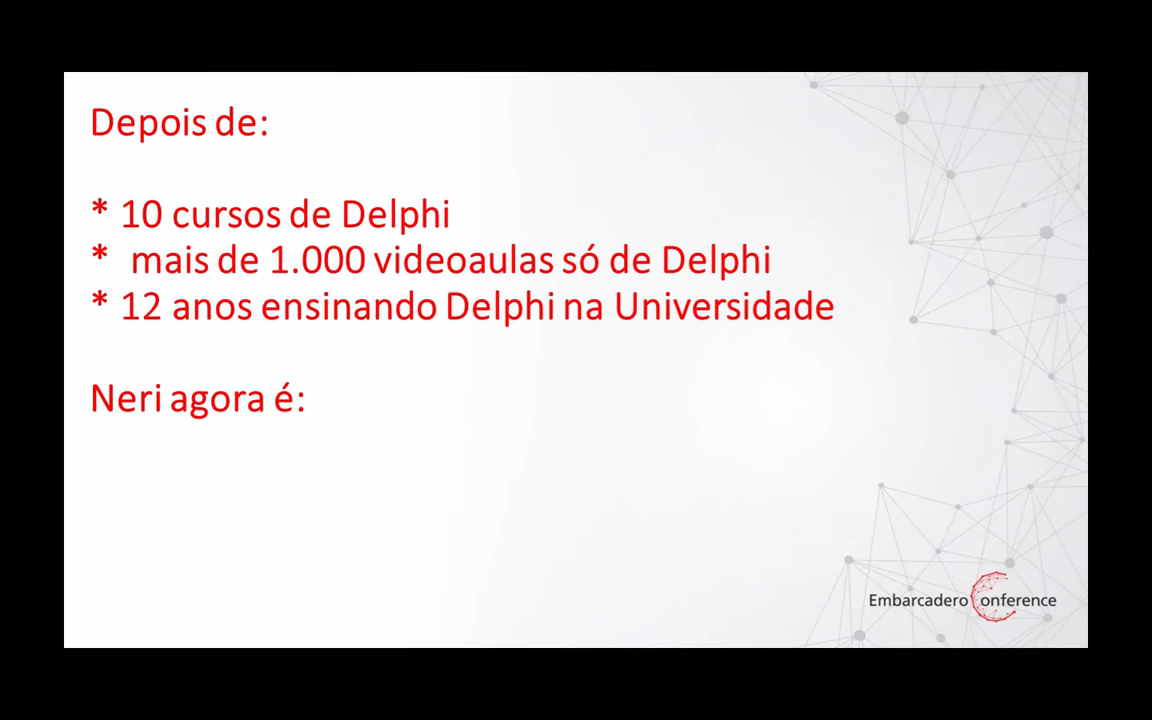 Depois de:
* 10 cursos de Delphi
* mais de 1.000 videoaulas só de Delphi
* 12 anos ensinando Delphi na Universidade
Neri agora é:
Embarcadero Conference